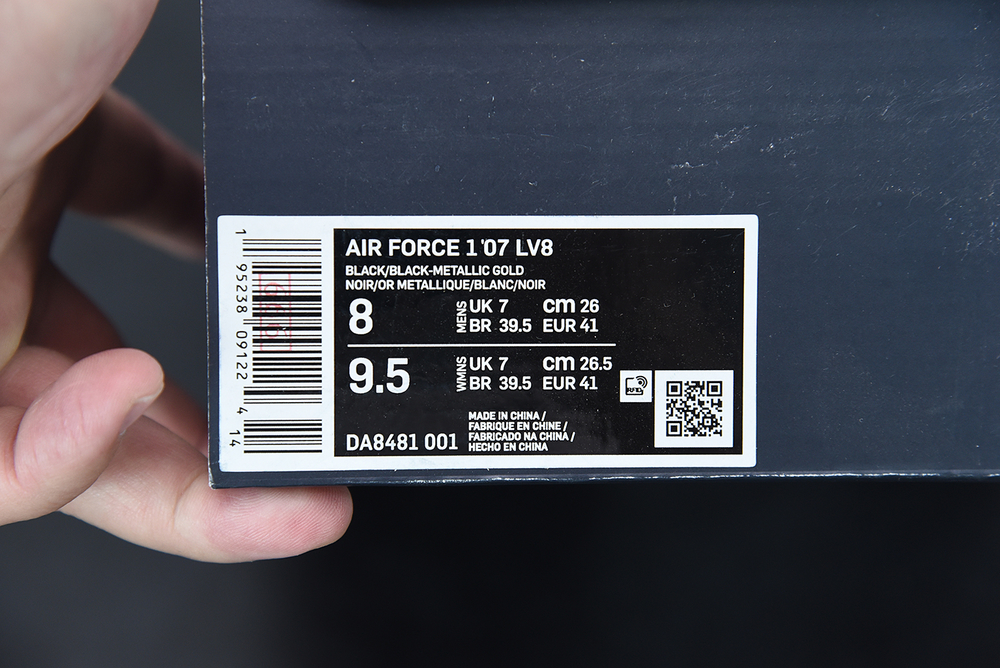 AIR FORCE 1 '07 LV8
BLACK/BLACK-METALLIC GOLD
NOIR/OR METALLIQUE/BLANC/NOIR
8 MENS UK 7 cm 26
BR 39.5 EUR 41
9.5 WMNS UK 7 cm 26.5
BR 39.5 EUR 41
MADE IN CHINA /
FABRIQUE EN CHINE /
FABRICADO NA CHINA /
HECHO EN CHINA
DA8481 001
1 95238 09122 4 14